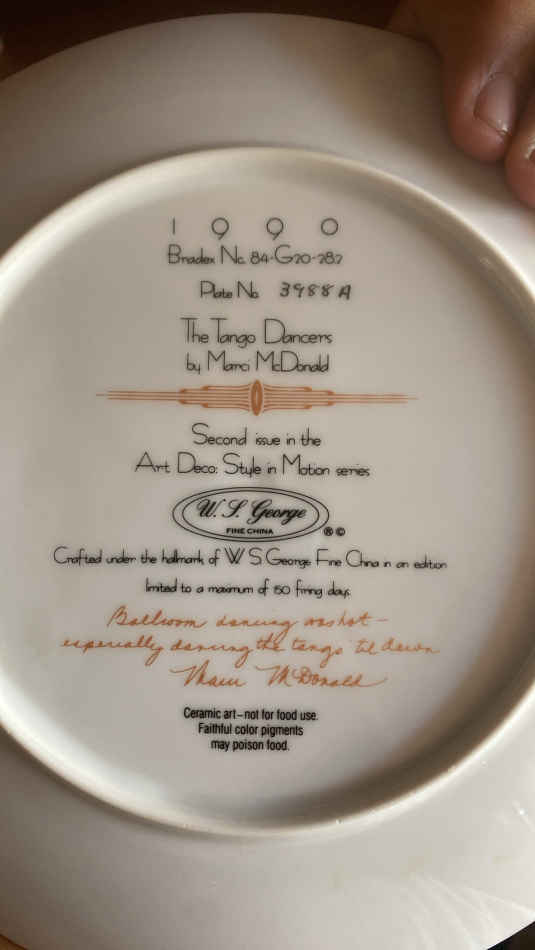 1990
Bradex No. 84-G20-28.2
Plate No. 3988A
The Tango Dancers
by Marci McDonald
Second issue in the
Art Deco: Style in Motion series
W. S. George
FINE CHINA
® ©
Crafted under the hallmark of W S George Fine China in an edition
limited to a maximum of 150 firing days.
Ballroom dancing was hot –
especially dancing the tango 'til dawn
Marci McDonald
Ceramic art – not for food use.
Faithful color pigments
may poison food.